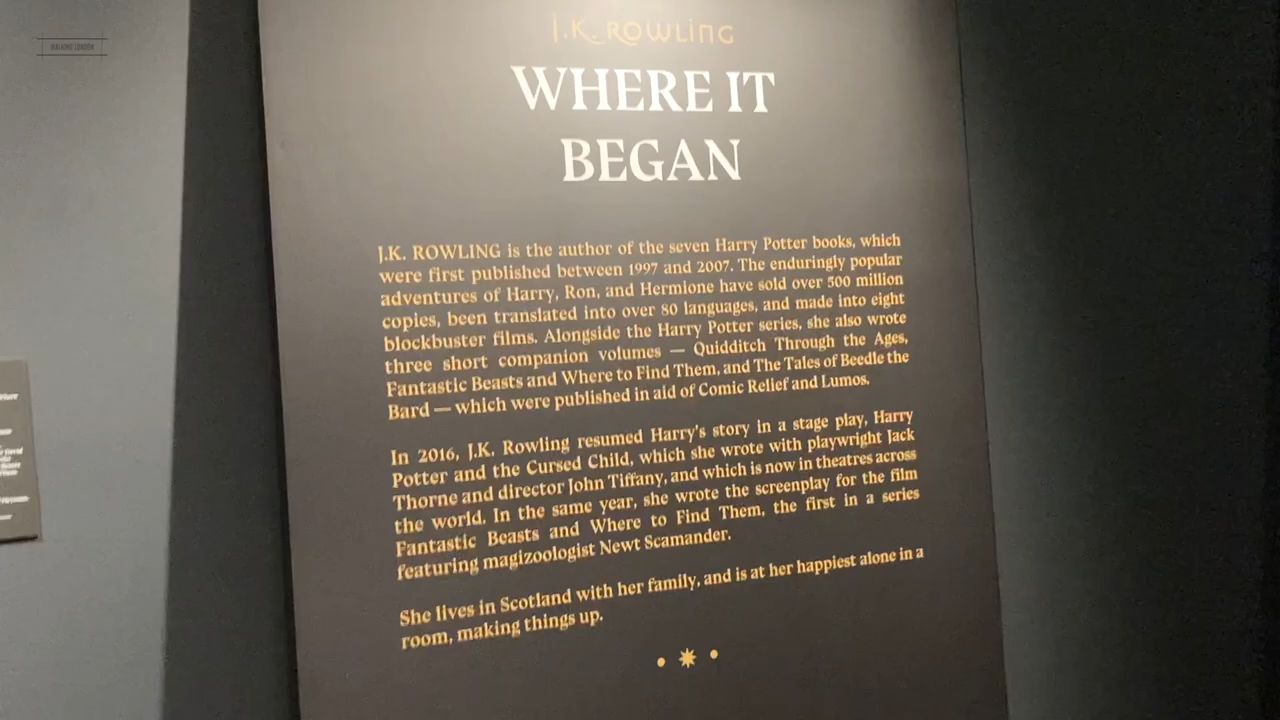 WALKING LONDON
J.K. ROWLING
WHERE IT
BEGAN
J.K. ROWLING is the author of the seven Harry Potter books, which
were first published between 1997 and 2007. The enduringly popular
adventures of Harry, Ron, and Hermione have sold over 500 million
copies, been translated into over 80 languages, and made into eight
blockbuster films. Alongside the Harry Potter series, she also wrote
three short companion volumes — Quidditch Through the Ages,
Fantastic Beasts and Where to Find Them, and The Tales of Beedle the
Bard — which were published in aid of Comic Relief and Lumos.
In 2016, J.K. Rowling resumed Harry's story in a stage play, Harry
Potter and the Cursed Child, which she wrote with playwright Jack
Thorne and director John Tiffany, and which is now in theatres across
the world. In the same year, she wrote the screenplay for the film
Fantastic Beasts and Where to Find Them, the first in a series
featuring magizoologist Newt Scamander.
She lives in Scotland with her family, and is at her happiest alone in a
room, making things up.